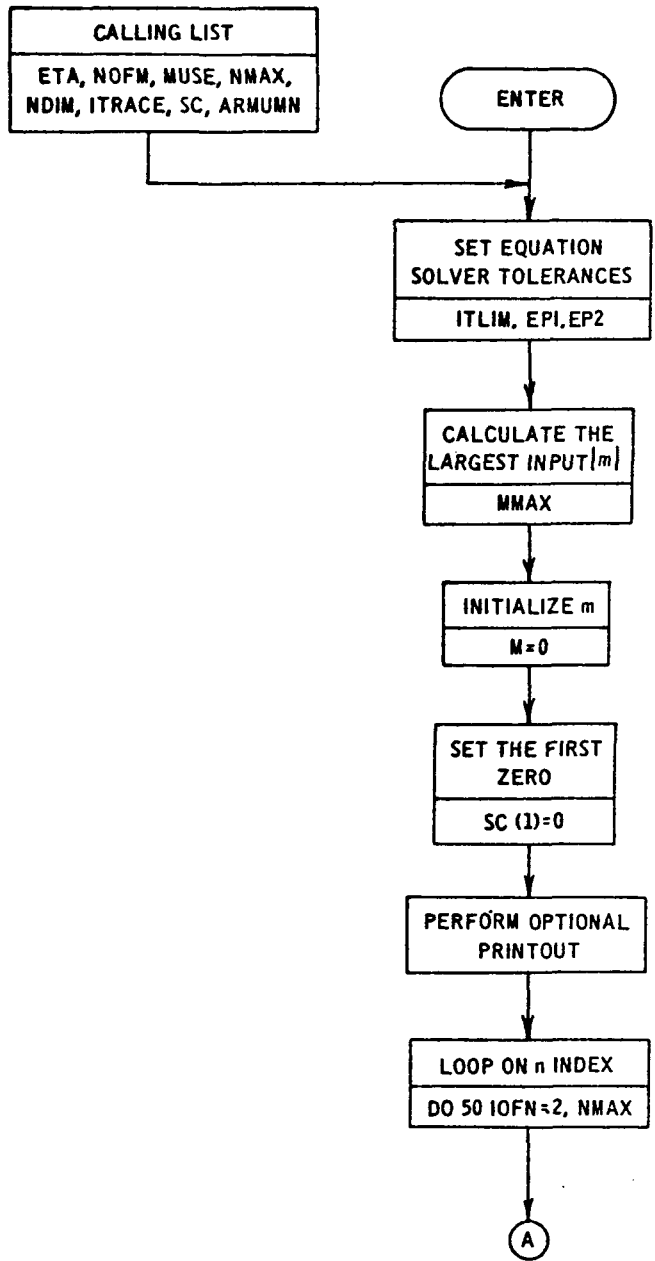 CALLING LIST
ETA, NOFM, MUSE, NMAX,
NDIM, ITRACE, SC, ARMUMN
ENTER
SET EQUATION
SOLVER TOLERANCES
ITLIM, EP1, EP2
CALCULATE THE
LARGEST INPUT |m|
MMAX
INITIALIZE m
M=0
SET THE FIRST
ZERO
SC (1)=0
PERFORM OPTIONAL
PRINTOUT
LOOP ON n INDEX
DO 50 IOFN=2, NMAX
A